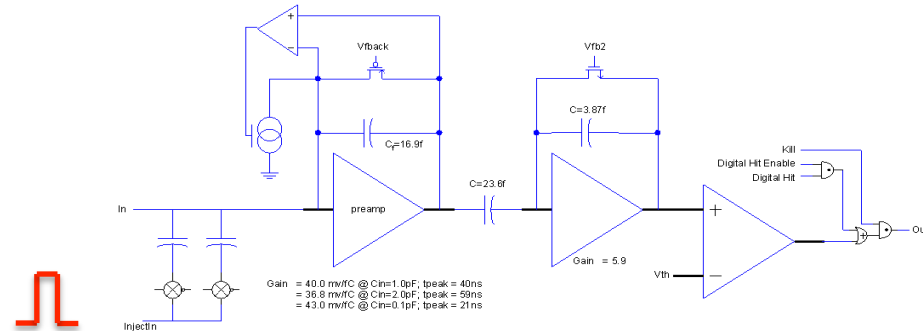 Vfback
Vfb2
C=3.87f
Cf=16.9f
Kill
Digital Hit Enable
Digital Hit
C=23.6f
In
preamp
+
−
+
−
+
Out
Gain = 5.9
Vth
Gain = 40.0 mv/fC @ Cin=1.0pF; tpeak = 40ns
= 36.8 mv/fC @ Cin=2.0pF; tpeak = 59ns
= 43.0 mv/fC @ Cin=0.1pF; tpeak = 21ns
InjectIn